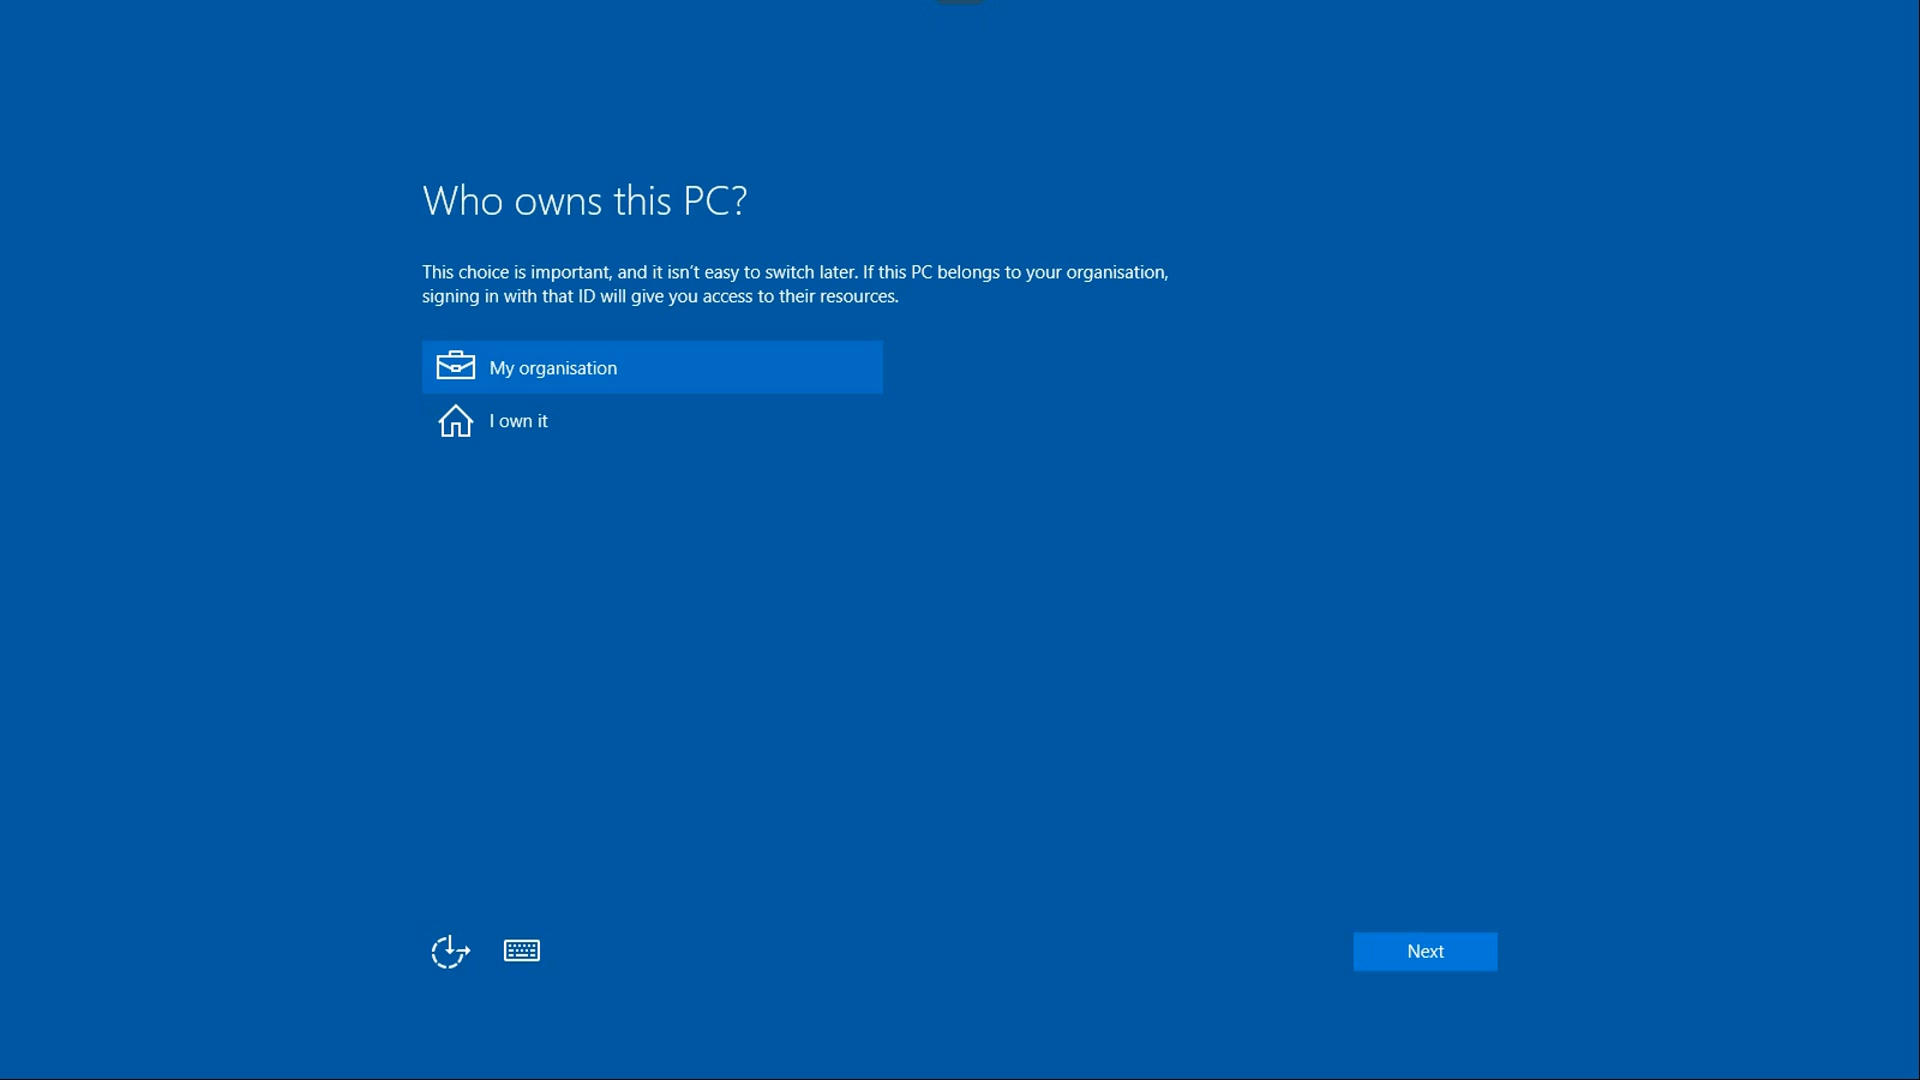 Who owns this PC?
This choice is important, and it isn't easy to switch later. If this PC belongs to your organisation,
signing in with that ID will give you access to their resources.
My organisation
I own it
Next